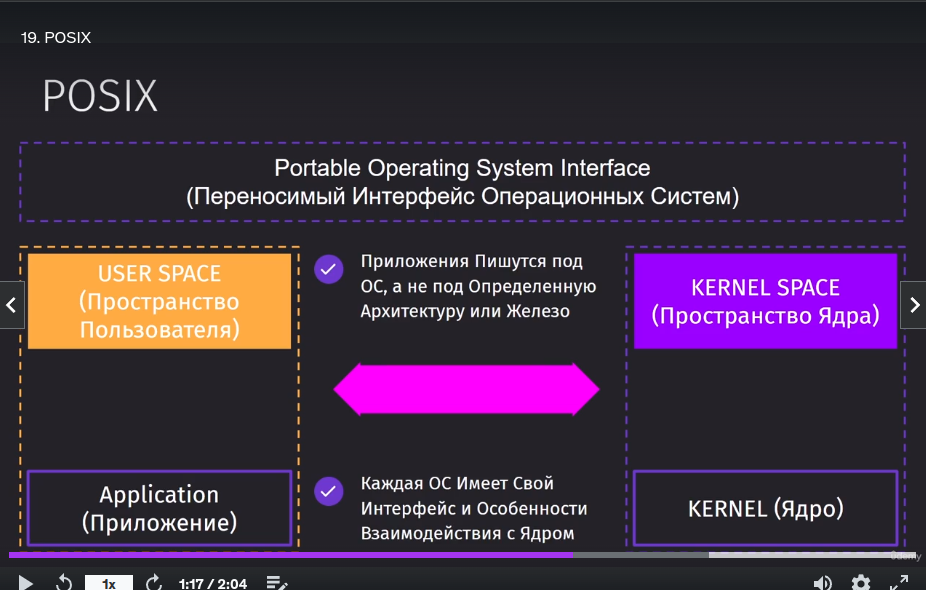 19. POSIX
POSIX
Portable Operating System Interface
(Переносимый Интерфейс Операционных Систем)
USER SPACE
(Пространство
Пользователя)
Приложения Пишутся под
ОС, а не под Определенную
Архитектуру или Железо
KERNEL SPACE
(Пространство Ядра)
Application
(Приложение)
Каждая ОС Имеет Свой
Интерфейс и Особенности
Взаимодействия с Ядром
KERNEL (Ядро)
Udemy
1x
1:17 / 2:04